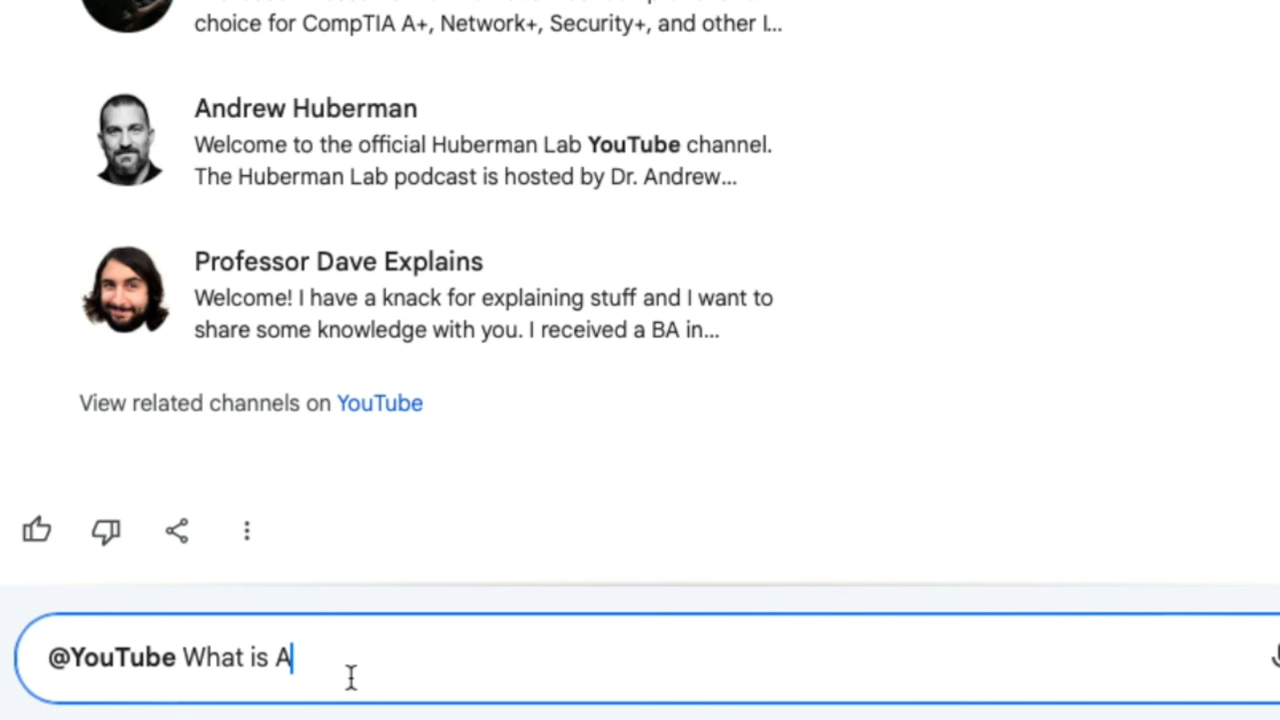 choice for CompTIA A+, Network+, Security+, and other I...
Andrew Huberman
Welcome to the official Huberman Lab YouTube channel.
The Huberman Lab podcast is hosted by Dr. Andrew...
Professor Dave Explains
Welcome! I have a knack for explaining stuff and I want to
share some knowledge with you. I received a BA in...
View related channels on YouTube
@YouTube What is A